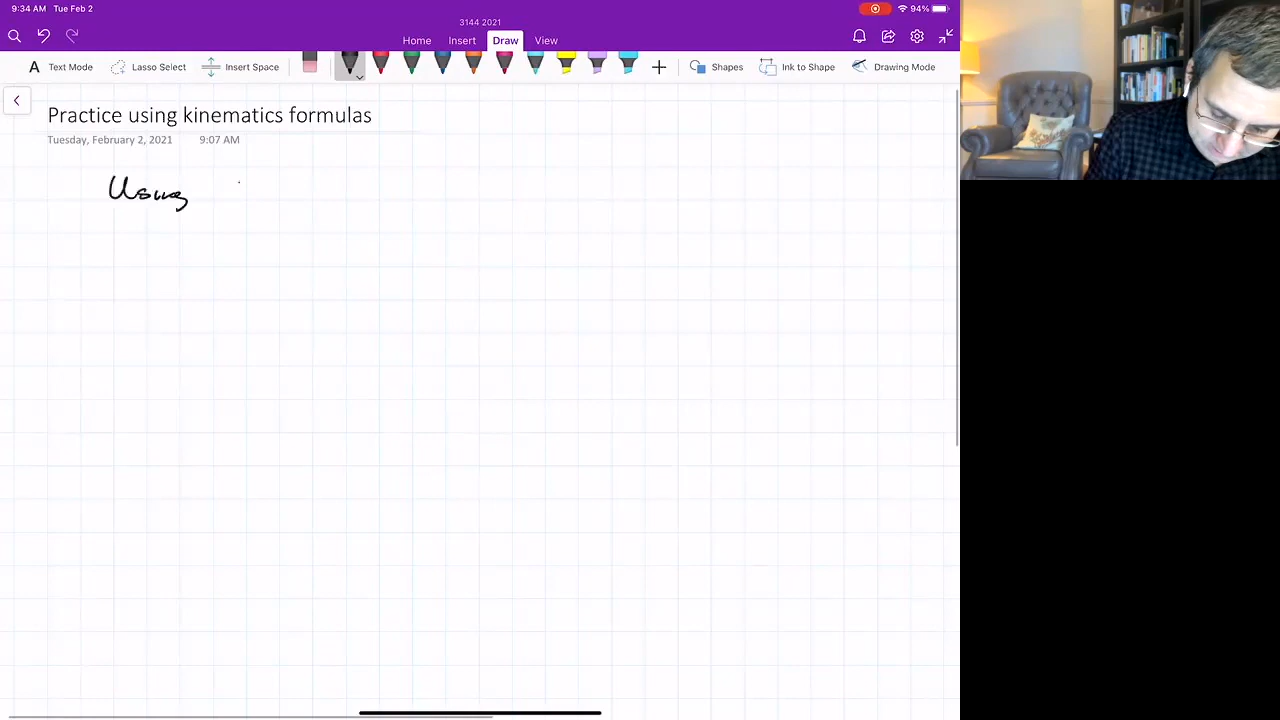 9:34 AM Tue Feb 2
94%
3144 2021
Home Insert Draw View
A Text Mode Lasso Select Insert Space Shapes Ink to Shape Drawing Mode
Practice using kinematics formulas
Tuesday, February 2, 2021 9:07 AM
Using